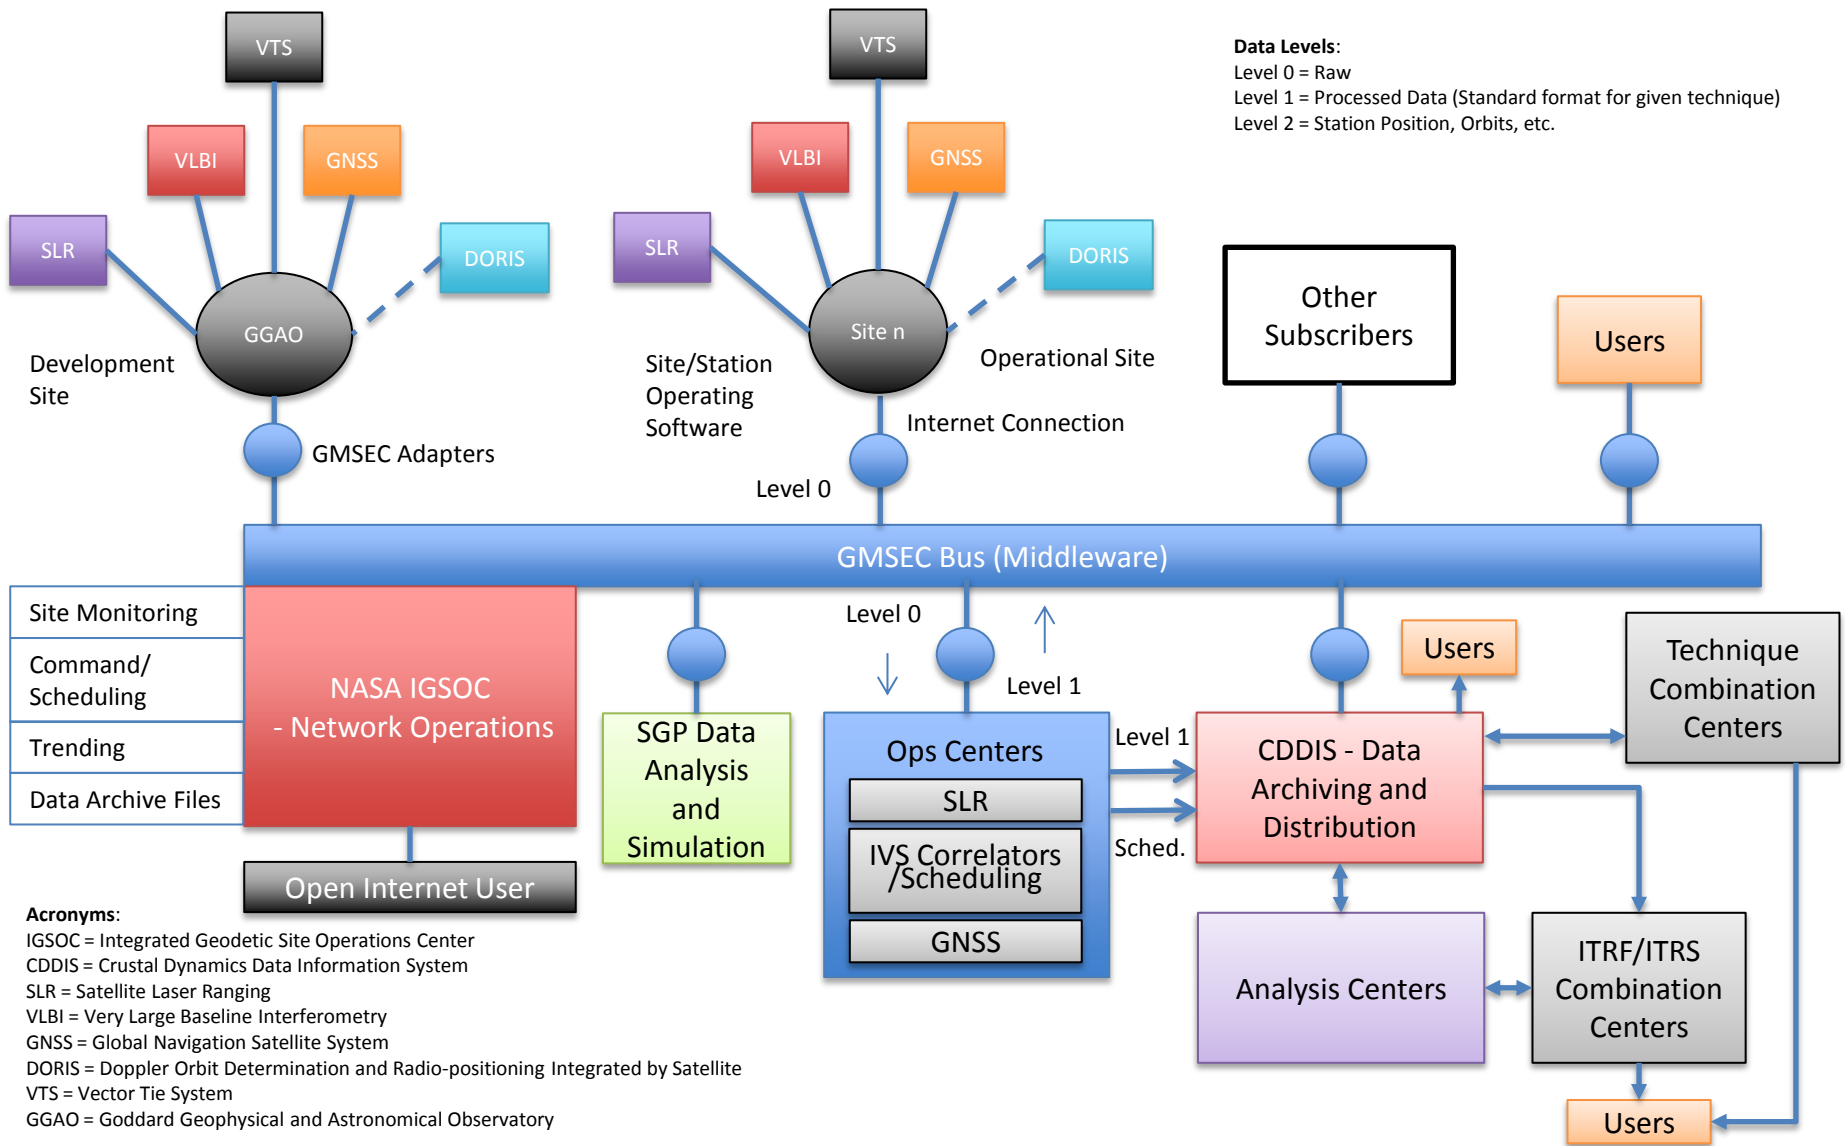 VTS
VLBI
GNSS
SLR
DORIS
GGAO
Development
Site
GMSEC Adapters
VTS
VLBI
GNSS
SLR
DORIS
Site n
Site/Station
Operating
Software
Operational Site
Internet Connection
Level 0
Data Levels:
Level 0 = Raw
Level 1 = Processed Data (Standard format for given technique)
Level 2 = Station Position, Orbits, etc.
Other
Subscribers
Users
GMSEC Bus (Middleware)
Site Monitoring
Command/
Scheduling
Trending
Data Archive Files
NASA IGSOC
- Network Operations
Open Internet User
SGP Data
Analysis
and
Simulation
Level 0
Level 1
Ops Centers
SLR
IVS Correlators
/Scheduling
GNSS
Level 1
Sched.
CDDIS - Data
Archiving and
Distribution
Users
Technique
Combination
Centers
Analysis Centers
ITRF/ITRS
Combination
Centers
Users
Acronyms:
IGSOC = Integrated Geodetic Site Operations Center
CDDIS = Crustal Dynamics Data Information System
SLR = Satellite Laser Ranging
VLBI = Very Large Baseline Interferometry
GNSS = Global Navigation Satellite System
DORIS = Doppler Orbit Determination and Radio-positioning Integrated by Satellite
VTS = Vector Tie System
GGAO = Goddard Geophysical and Astronomical Observatory